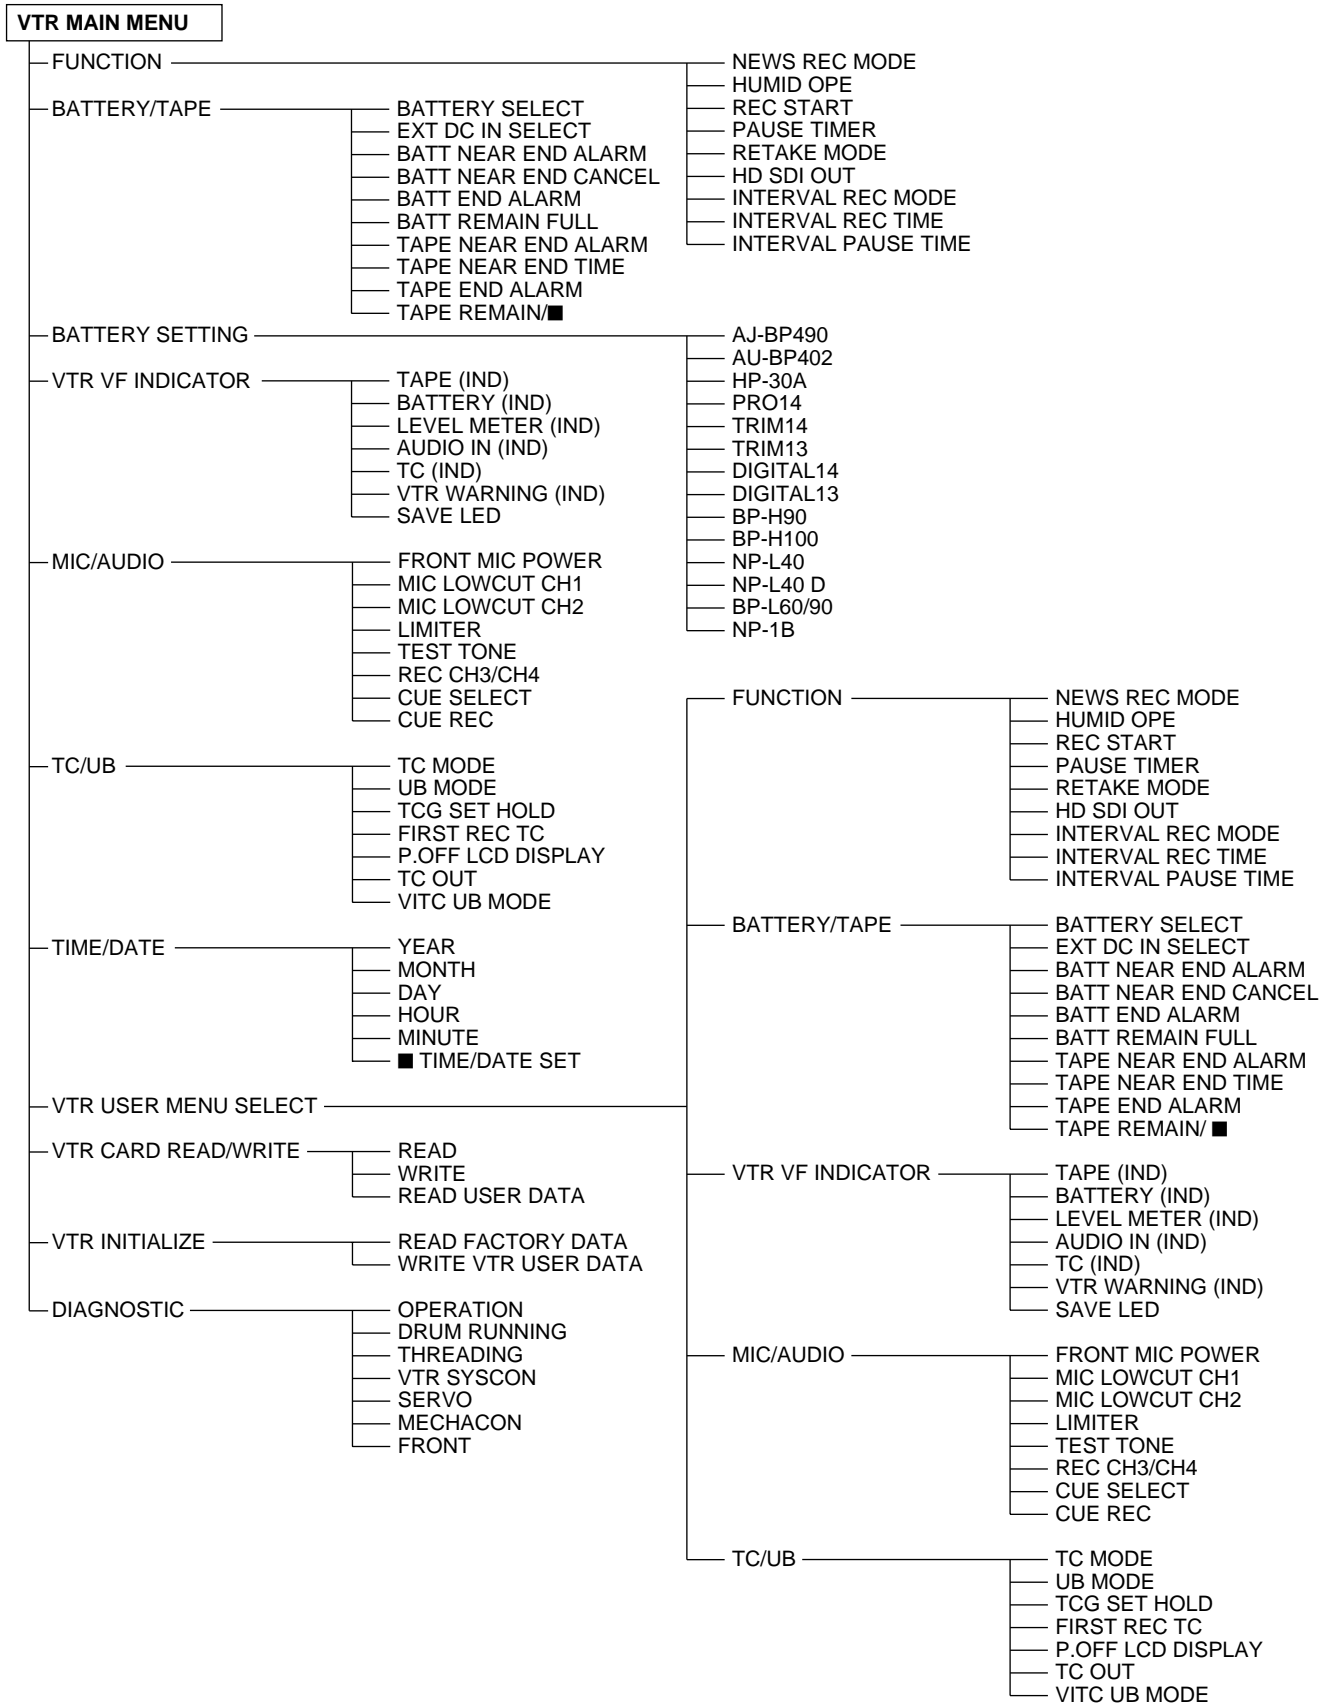 VTR MAIN MENU
FUNCTION
NEWS REC MODE
HUMID OPE
REC START
PAUSE TIMER
RETAKE MODE
HD SDI OUT
INTERVAL REC MODE
INTERVAL REC TIME
INTERVAL PAUSE TIME
BATTERY/TAPE
BATTERY SELECT
EXT DC IN SELECT
BATT NEAR END ALARM
BATT NEAR END CANCEL
BATT END ALARM
BATT REMAIN FULL
TAPE NEAR END ALARM
TAPE NEAR END TIME
TAPE END ALARM
TAPE REMAIN/■
BATTERY SETTING
AJ-BP490
AU-BP402
HP-30A
PRO14
TRIM14
TRIM13
DIGITAL14
DIGITAL13
BP-H90
BP-H100
NP-L40
NP-L40 D
BP-L60/90
NP-1B
VTR VF INDICATOR
TAPE (IND)
BATTERY (IND)
LEVEL METER (IND)
AUDIO IN (IND)
TC (IND)
VTR WARNING (IND)
SAVE LED
MIC/AUDIO
FRONT MIC POWER
MIC LOWCUT CH1
MIC LOWCUT CH2
LIMITER
TEST TONE
REC CH3/CH4
CUE SELECT
CUE REC
TC/UB
TC MODE
UB MODE
TCG SET HOLD
FIRST REC TC
P.OFF LCD DISPLAY
TC OUT
VITC UB MODE
TIME/DATE
YEAR
MONTH
DAY
HOUR
MINUTE
■ TIME/DATE SET
VTR USER MENU SELECT
FUNCTION
NEWS REC MODE
HUMID OPE
REC START
PAUSE TIMER
RETAKE MODE
HD SDI OUT
INTERVAL REC MODE
INTERVAL REC TIME
INTERVAL PAUSE TIME
BATTERY/TAPE
BATTERY SELECT
EXT DC IN SELECT
BATT NEAR END ALARM
BATT NEAR END CANCEL
BATT END ALARM
BATT REMAIN FULL
TAPE NEAR END ALARM
TAPE NEAR END TIME
TAPE END ALARM
TAPE REMAIN/ ■
VTR VF INDICATOR
TAPE (IND)
BATTERY (IND)
LEVEL METER (IND)
AUDIO IN (IND)
TC (IND)
VTR WARNING (IND)
SAVE LED
MIC/AUDIO
FRONT MIC POWER
MIC LOWCUT CH1
MIC LOWCUT CH2
LIMITER
TEST TONE
REC CH3/CH4
CUE SELECT
CUE REC
TC/UB
TC MODE
UB MODE
TCG SET HOLD
FIRST REC TC
P.OFF LCD DISPLAY
TC OUT
VITC UB MODE
VTR CARD READ/WRITE
READ
WRITE
READ USER DATA
VTR INITIALIZE
READ FACTORY DATA
WRITE VTR USER DATA
DIAGNOSTIC
OPERATION
DRUM RUNNING
THREADING
VTR SYSCON
SERVO
MECHACON
FRONT